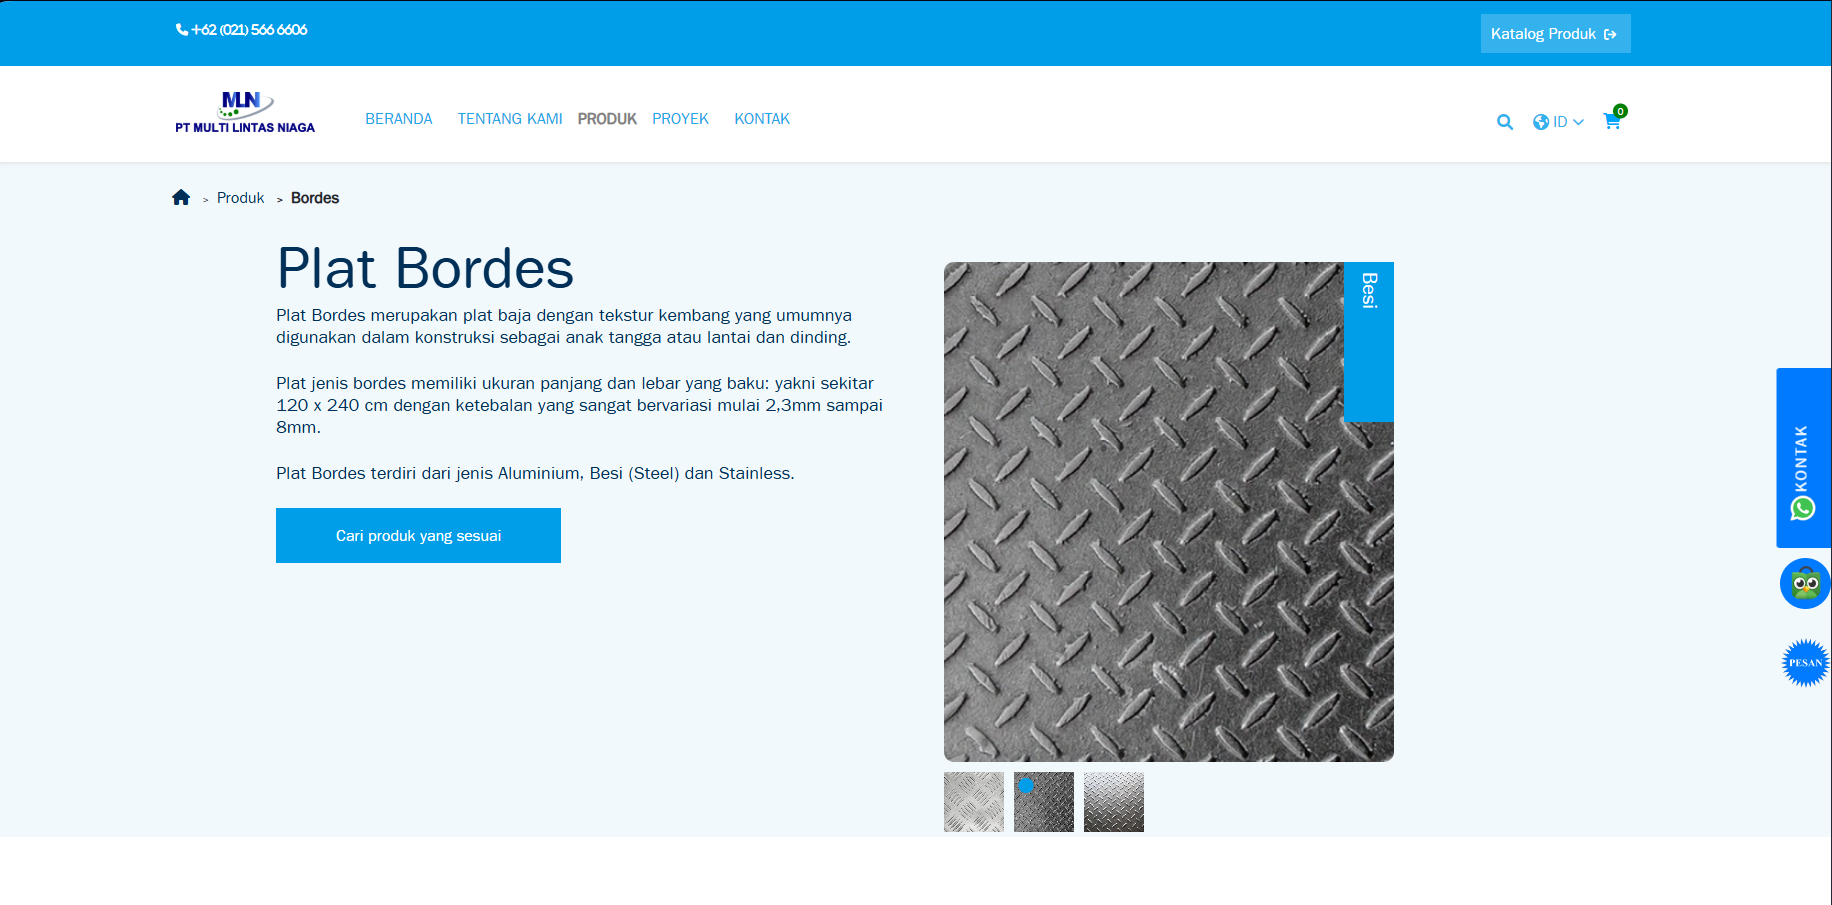 +62 (021) 566 6606
Katalog Produk
MLN
PT MULTI LINTAS NIAGA
BERANDA TENTANG KAMI PRODUK PROYEK KONTAK
ID
0
> Produk > Bordes
Plat Bordes
Plat Bordes merupakan plat baja dengan tekstur kembang yang umumnya
digunakan dalam konstruksi sebagai anak tangga atau lantai dan dinding.
Plat jenis bordes memiliki ukuran panjang dan lebar yang baku: yakni sekitar
120 x 240 cm dengan ketebalan yang sangat bervariasi mulai 2,3mm sampai
8mm.
Plat Bordes terdiri dari jenis Aluminium, Besi (Steel) dan Stainless.
Cari produk yang sesuai
Besi
KONTAK
PESAN